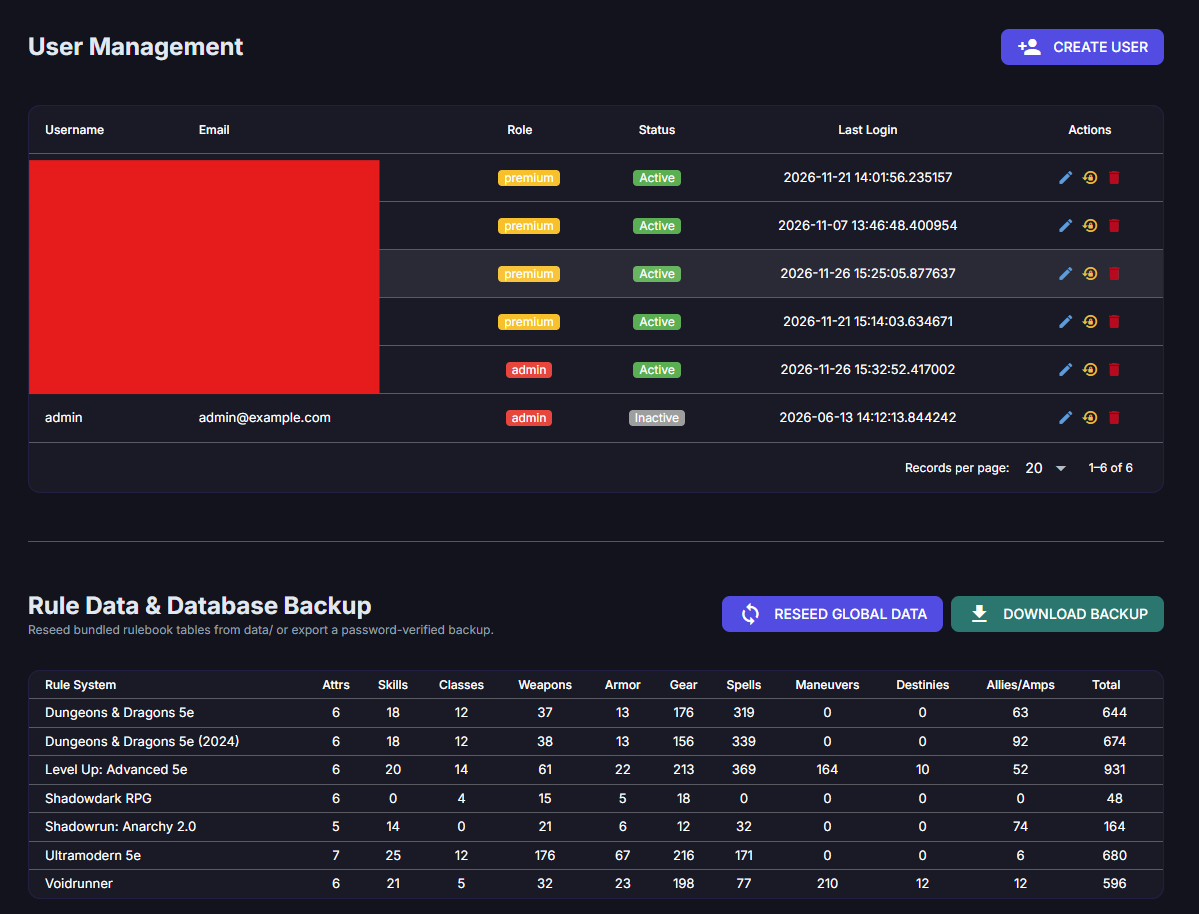 User Management
CREATE USER
Username Email Role Status Last Login Actions
premium Active 2026-11-21 14:01:56.235157
premium Active 2026-11-07 13:46:48.400954
premium Active 2026-11-26 15:25:05.877637
premium Active 2026-11-21 15:14:03.634671
admin Active 2026-11-26 15:32:52.417002
admin admin@example.com admin Inactive 2026-06-13 14:12:13.844242
Records per page: 20 1–6 of 6
Rule Data & Database Backup
Reseed bundled rulebook tables from data/ or export a password-verified backup.
RESEED GLOBAL DATA DOWNLOAD BACKUP
Rule System Attrs Skills Classes Weapons Armor Gear Spells Maneuvers Destinies Allies/Amps Total
Dungeons & Dragons 5e 6 18 12 37 13 176 319 0 0 63 644
Dungeons & Dragons 5e (2024) 6 18 12 38 13 156 339 0 0 92 674
Level Up: Advanced 5e 6 20 14 61 22 213 369 164 10 52 931
Shadowdark RPG 6 0 4 15 5 18 0 0 0 0 48
Shadowrun: Anarchy 2.0 5 14 0 21 6 12 32 0 0 74 164
Ultramodern 5e 7 25 12 176 67 216 171 0 0 6 680
Voidrunner 6 21 5 32 23 198 77 210 12 12 596